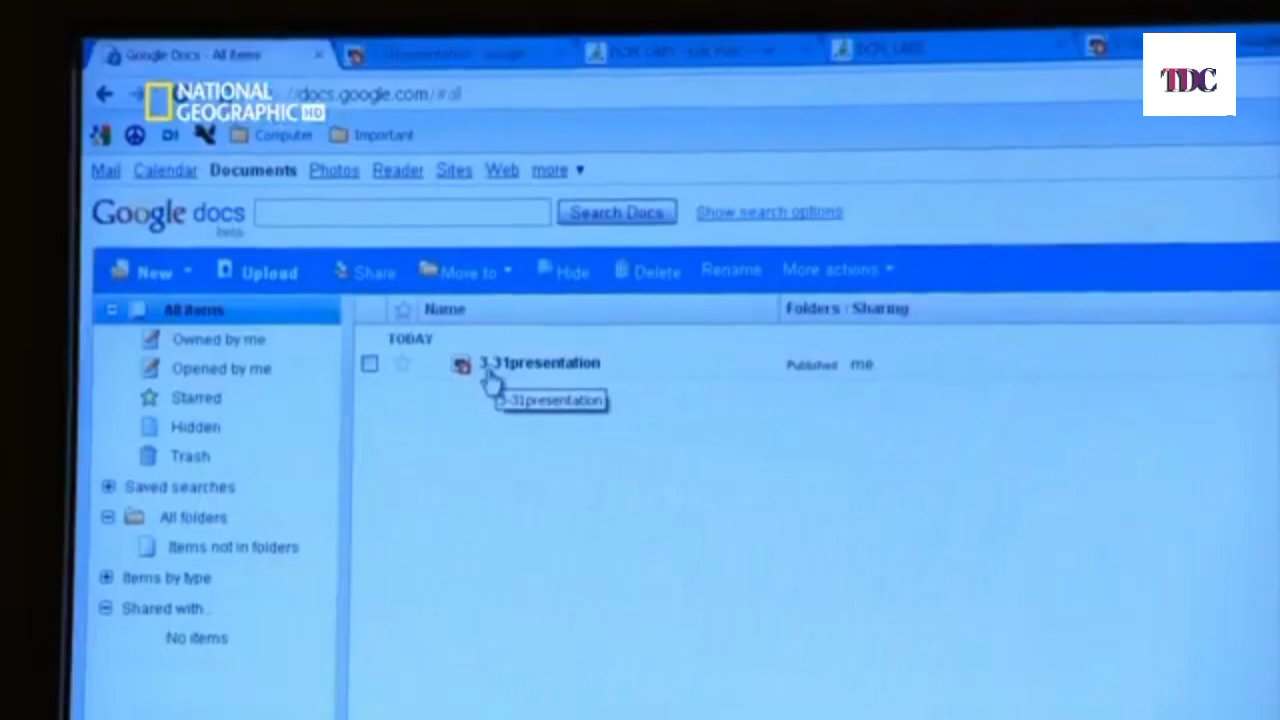 Google Docs - All items
NATIONAL GEOGRAPHIC HD
TDC
docs.google.com/#all
Computer Important
Mail Calendar Documents Photos Reader Sites Web more
Google docs Search Docs Show search options
beta
New Upload Share Move to Hide Delete Rename More actions
All items Name Folders / Sharing
TODAY
Owned by me
3-31presentation Published me
Opened by me
3-31presentation
Starred
Hidden
Trash
Saved searches
All folders
Items not in folders
Items by type
Shared with...
No items